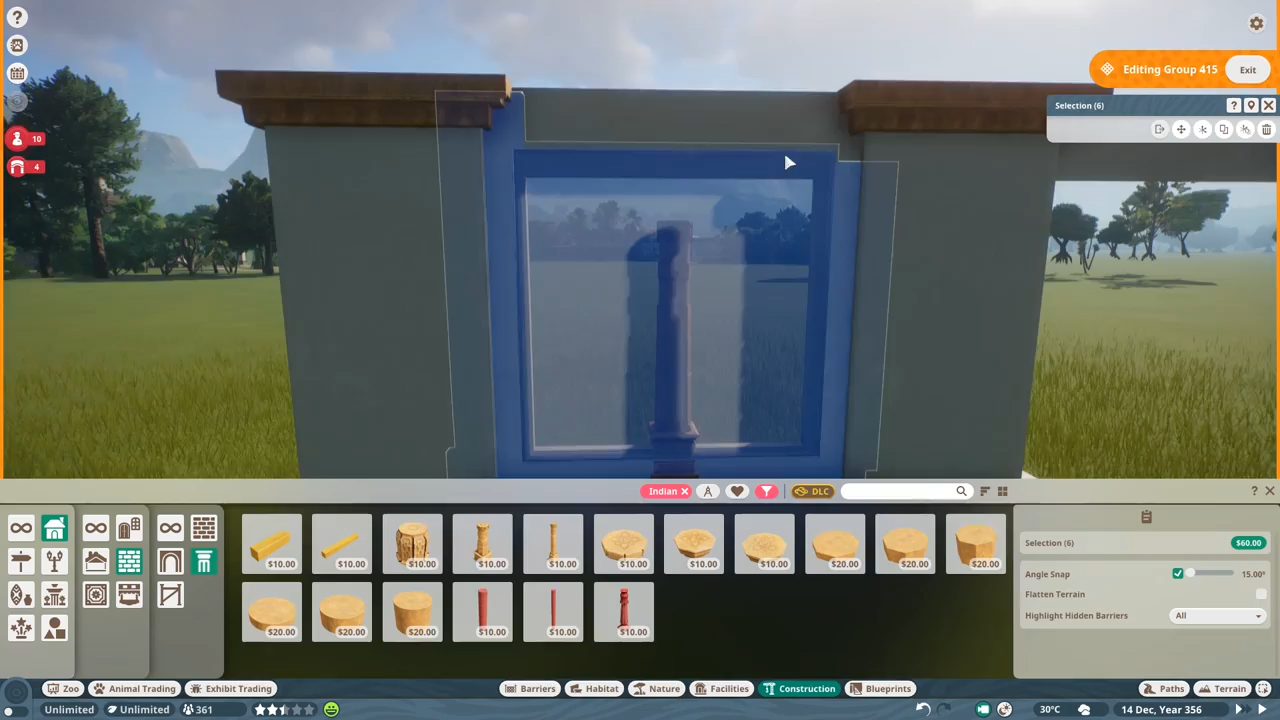 ?
Editing Group 415
Exit
Selection (6)
?
10
4
Indian
DLC
?
$10.00
$10.00
$10.00
$10.00
$10.00
$10.00
$10.00
$10.00
$20.00
$20.00
$20.00
$20.00
$20.00
$20.00
$10.00
$10.00
$10.00
Selection (6)
$60.00
Angle Snap
15.00°
Flatten Terrain
Highlight Hidden Barriers
All
Zoo
Animal Trading
Exhibit Trading
Barriers
Habitat
Nature
Facilities
Construction
Blueprints
Paths
Terrain
Unlimited
Unlimited
361
30°C
14 Dec, Year 356